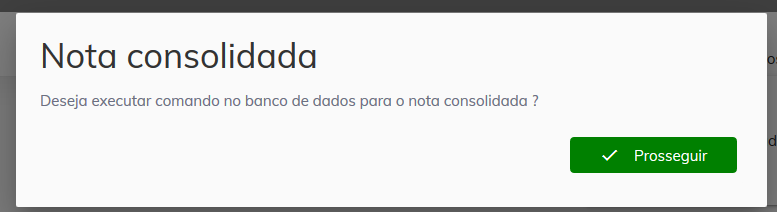 Nota consolidada
Deseja executar comando no banco de dados para o nota consolidada ?
Prosseguir